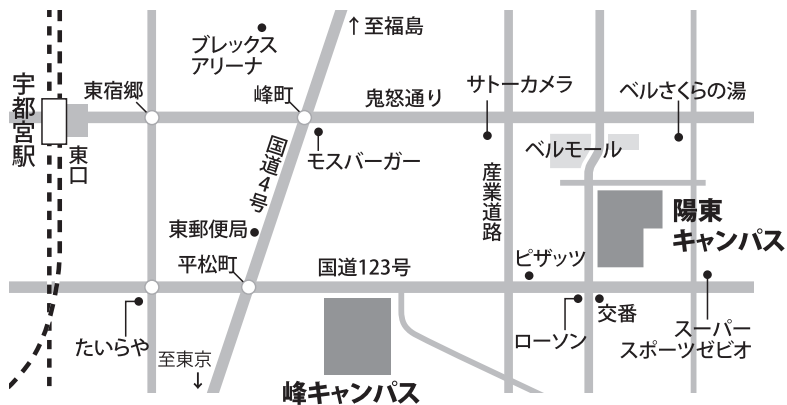 ↑至福島
ブレックス
アリーナ
宇都宮駅
東口
東宿郷
峰町
鬼怒通り
サトーカメラ
ベルさくらの湯
モスバーガー
ベルモール
国道4号
産業道路
陽東
キャンパス
東郵便局
平松町
国道123号
ピザッツ
たいらや
至東京
↓
峰キャンパス
ローソン
交番
スーパー
スポーツゼビオ